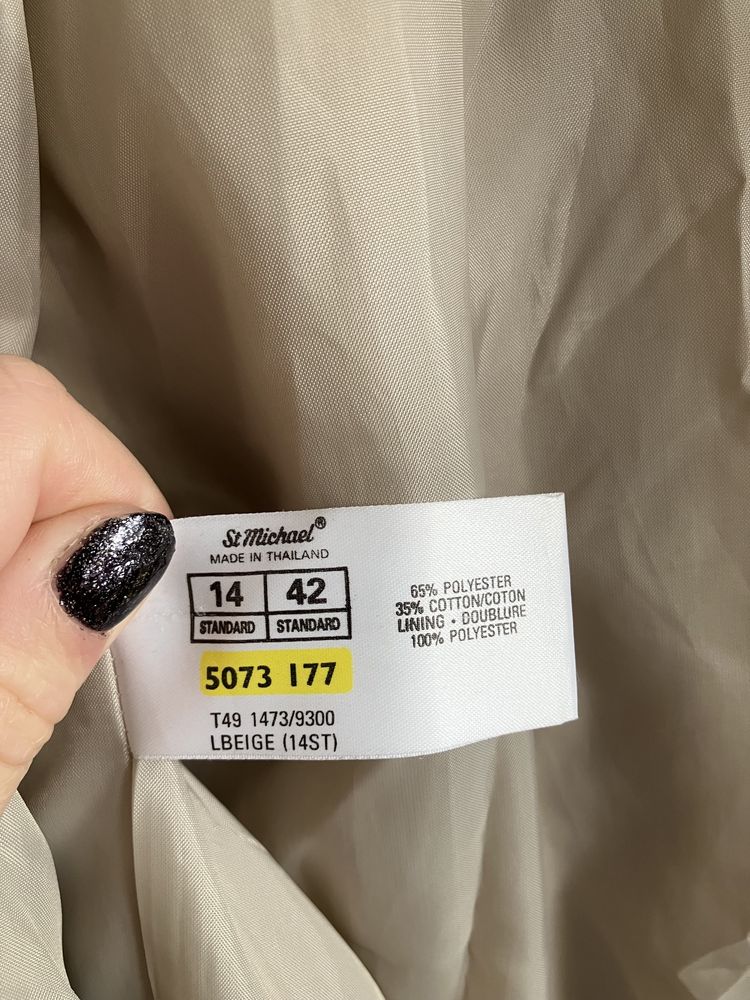 St Michael®
MADE IN THAILAND
14 42
STANDARD STANDARD
5073 177
T49 1473/9300
LBEIGE (14ST)
65% POLYESTER
35% COTTON/COTON
LINING • DOUBLURE
100% POLYESTER